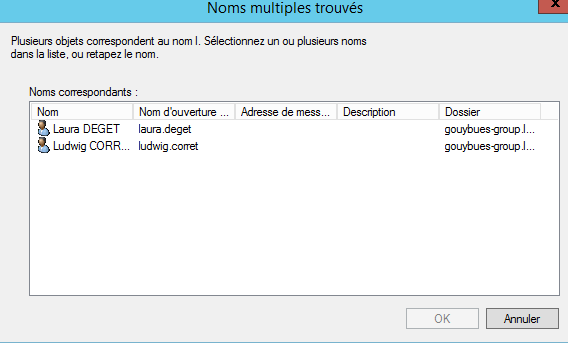 Noms multiples trouvés
x
Plusieurs objets correspondent au nom l. Sélectionnez un ou plusieurs noms
dans la liste, ou retapez le nom.
Noms correspondants :
Nom Nom d'ouverture ... Adresse de mess... Description Dossier
Laura DEGET laura.deget gouybues-group.l...
Ludwig CORR... ludwig.corret gouybues-group.l...
OK Annuler